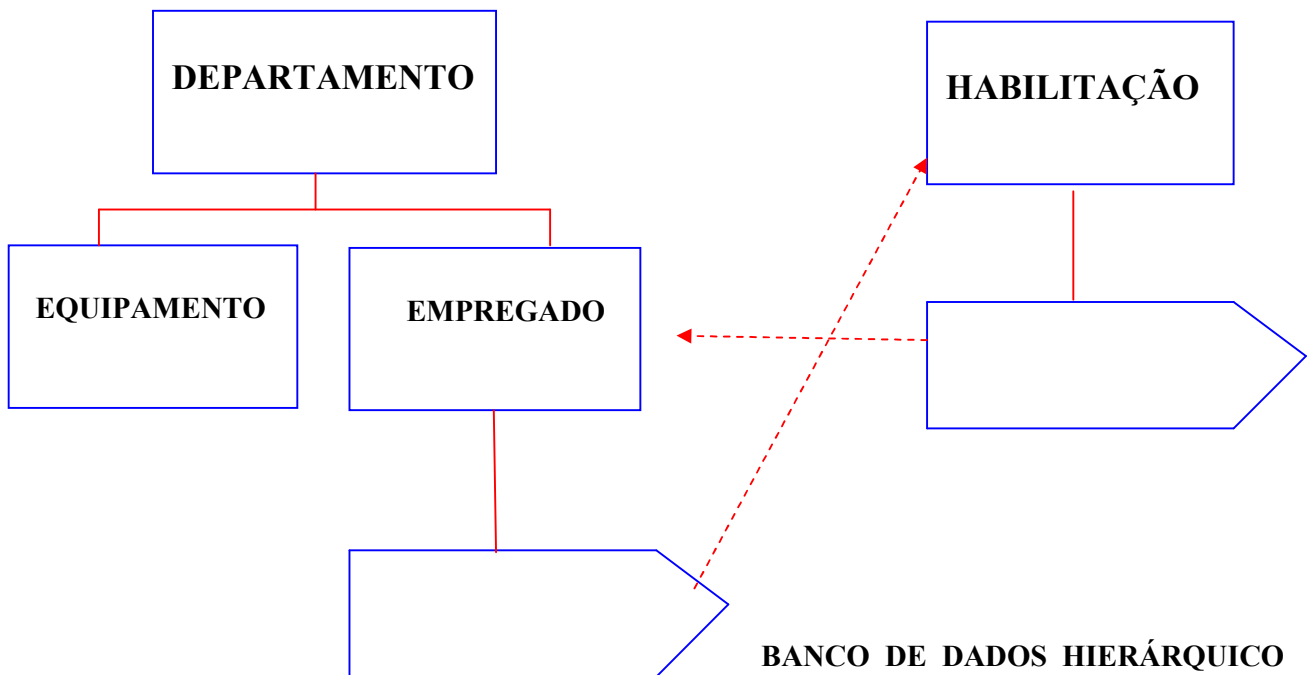 DEPARTAMENTO
HABILITAÇÃO
EQUIPAMENTO
EMPREGADO
BANCO DE DADOS HIERÁRQUICO